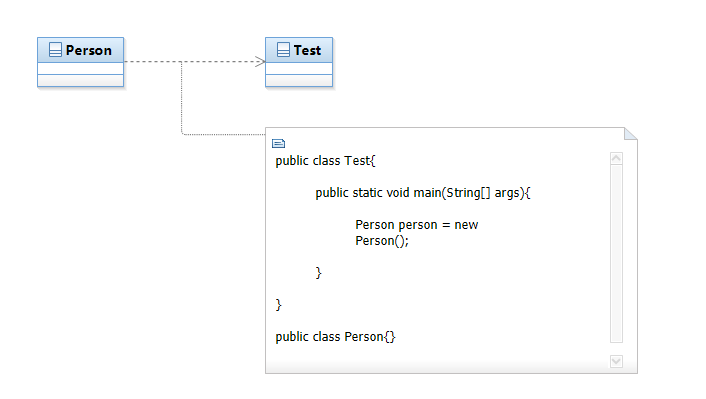 Person
Test
public class Test{
public static void main(String[] args){
Person person = new
Person();
}
}
public class Person{}